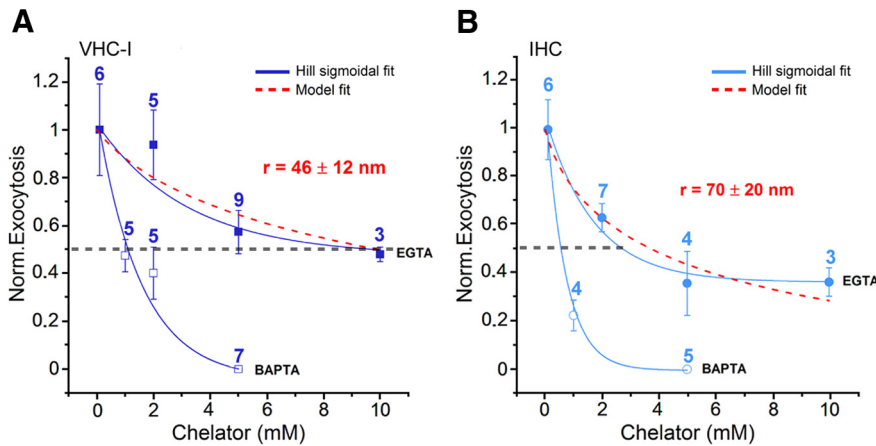 A
VHC-I
Norm.Exocytosis
1.2
1
0.8
0.6
0.4
0.2
0
0
2
4
6
8
10
Chelator (mM)
Hill sigmoidal fit
Model fit
r = 46 ± 12 nm
6
5
9
3
5
5
7
EGTA
BAPTA
B
IHC
Norm.Exocytosis
1.2
1
0.8
0.6
0.4
0.2
0
0
2
4
6
8
10
Chelator (mM)
Hill sigmoidal fit
Model fit
r = 70 ± 20 nm
6
7
4
3
4
5
EGTA
BAPTA